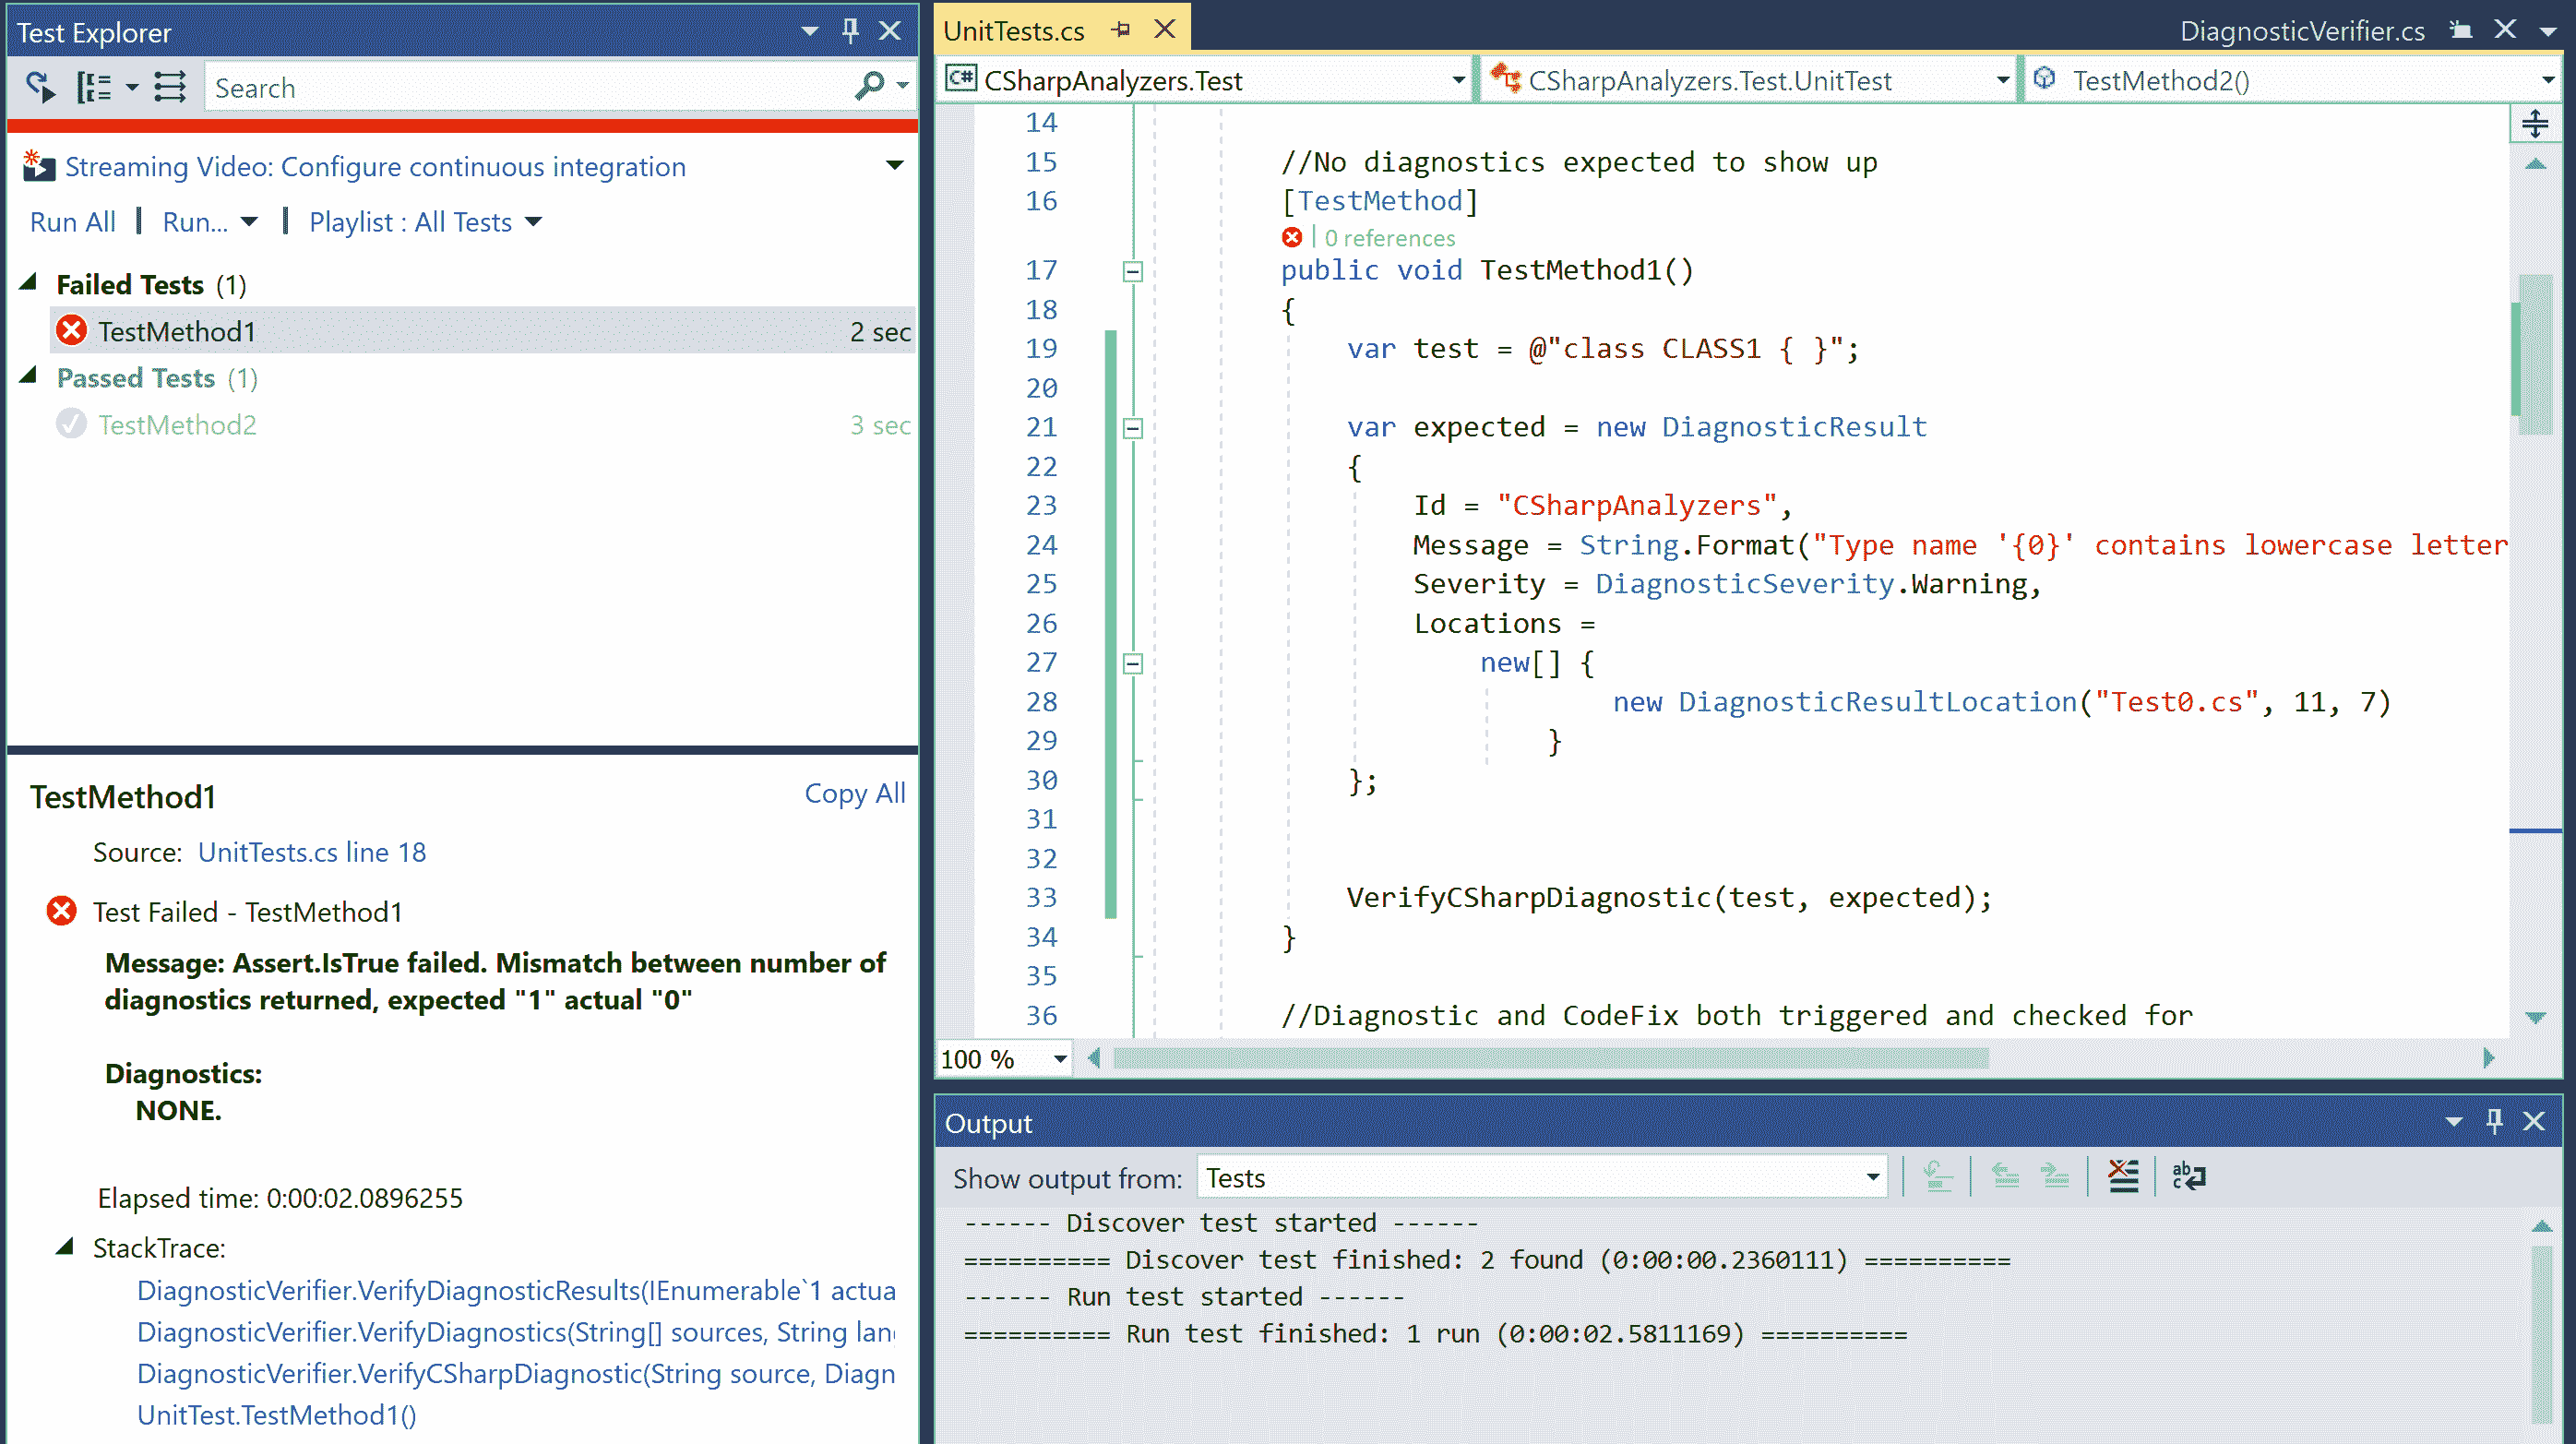 Test Explorer
Search
Streaming Video: Configure continuous integration
Run All | Run... | Playlist : All Tests
Failed Tests (1)
TestMethod1 2 sec
Passed Tests (1)
TestMethod2 3 sec
TestMethod1 Copy All
Source: UnitTests.cs line 18
Test Failed - TestMethod1
Message: Assert.IsTrue failed. Mismatch between number of
diagnostics returned, expected "1" actual "0"
Diagnostics:
NONE.
Elapsed time: 0:00:02.0896255
StackTrace:
DiagnosticVerifier.VerifyDiagnosticResults(IEnumerable`1 actua
DiagnosticVerifier.VerifyDiagnostics(String[] sources, String lan
DiagnosticVerifier.VerifyCSharpDiagnostic(String source, Diagn
UnitTest.TestMethod1()
UnitTests.cs DiagnosticVerifier.cs
C# CSharpAnalyzers.Test CSharpAnalyzers.Test.UnitTest TestMethod2()
14
15 //No diagnostics expected to show up
16 [TestMethod]
0 references
17 public void TestMethod1()
18 {
19 var test = @"class CLASS1 { }";
20
21 var expected = new DiagnosticResult
22 {
23 Id = "CSharpAnalyzers",
24 Message = String.Format("Type name '{0}' contains lowercase letter
25 Severity = DiagnosticSeverity.Warning,
26 Locations =
27 new[] {
28 new DiagnosticResultLocation("Test0.cs", 11, 7)
29 }
30 };
31
32
33 VerifyCSharpDiagnostic(test, expected);
34 }
35
36 //Diagnostic and CodeFix both triggered and checked for
100 %
Output
Show output from: Tests
------ Discover test started ------
========== Discover test finished: 2 found (0:00:00.2360111) ==========
------ Run test started ------
========== Run test finished: 1 run (0:00:02.5811169) ==========